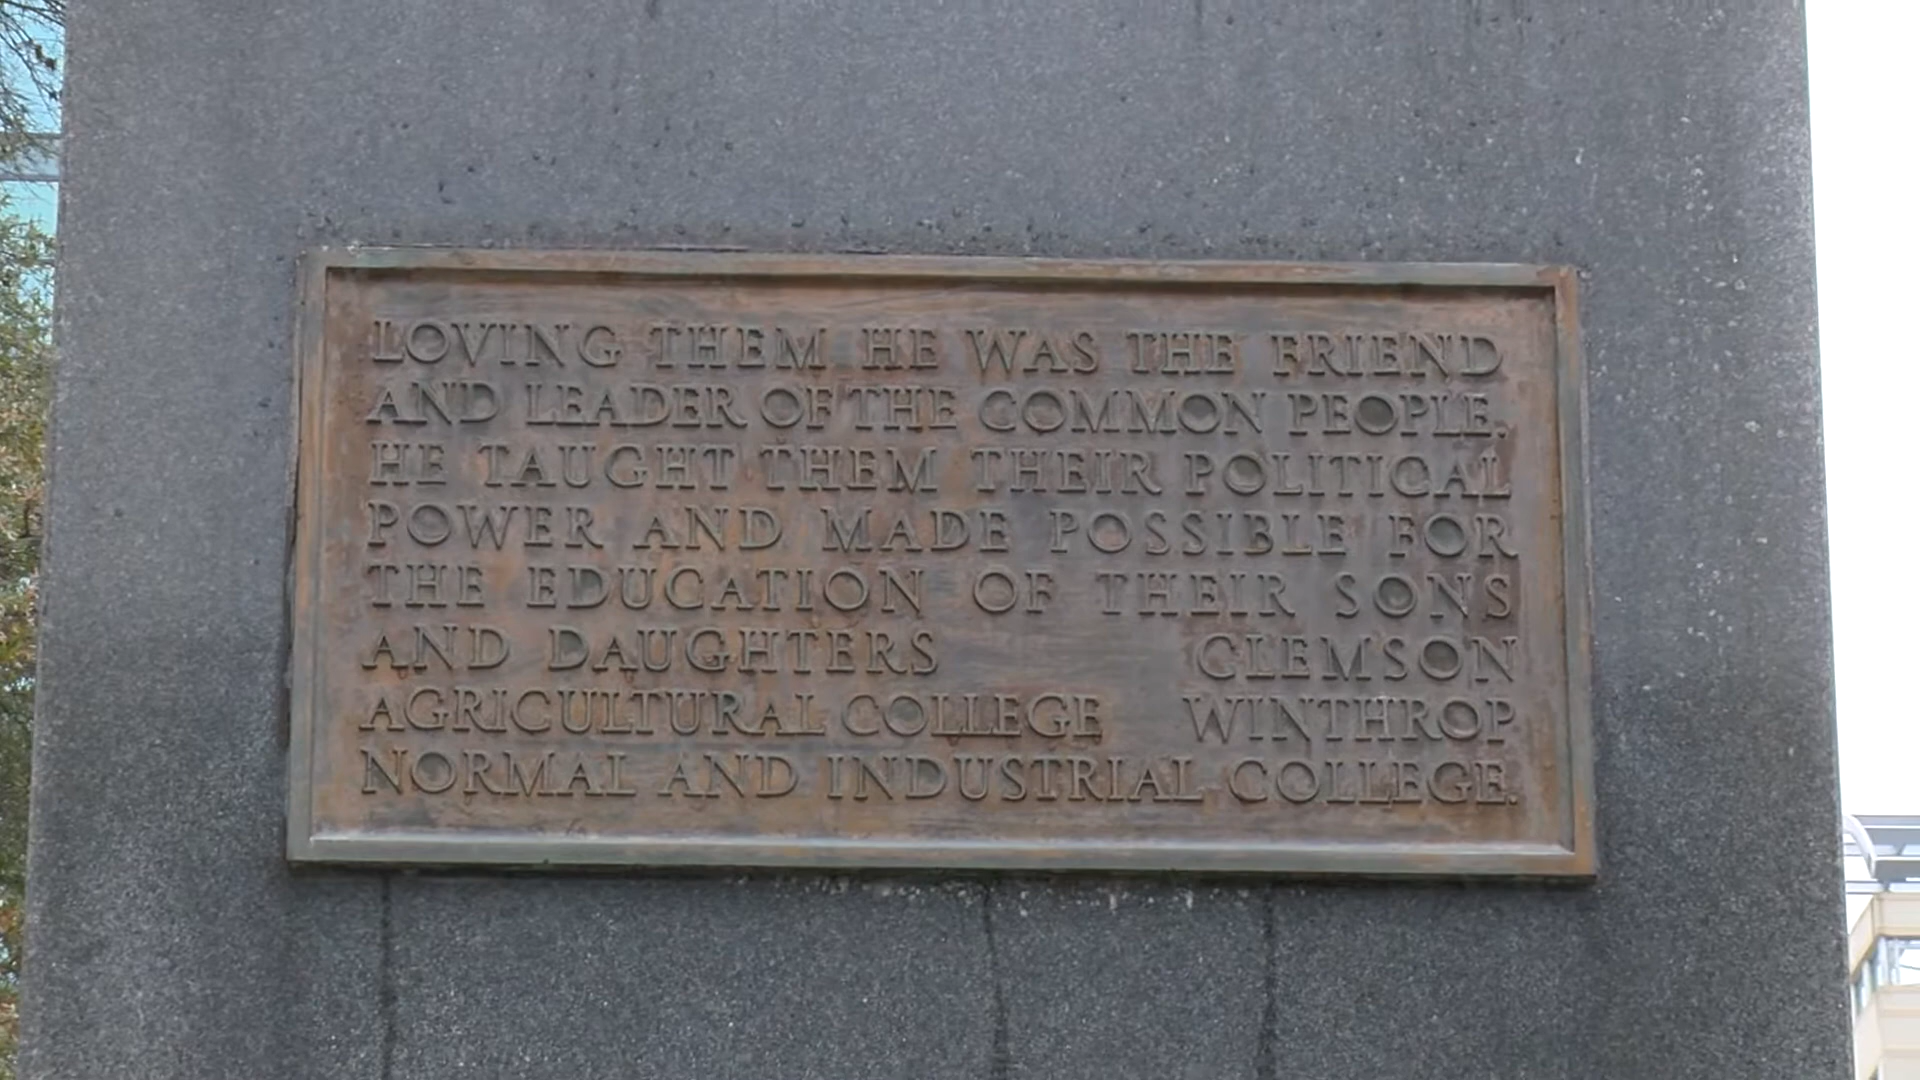 LOVING THEM HE WAS THE FRIEND
AND LEADER OF THE COMMON PEOPLE.
HE TAUGHT THEM THEIR POLITICAL
POWER AND MADE POSSIBLE FOR
THE EDUCATION OF THEIR SONS
AND DAUGHTERS CLEMSON
AGRICULTURAL COLLEGE WINTHROP
NORMAL AND INDUSTRIAL COLLEGE.